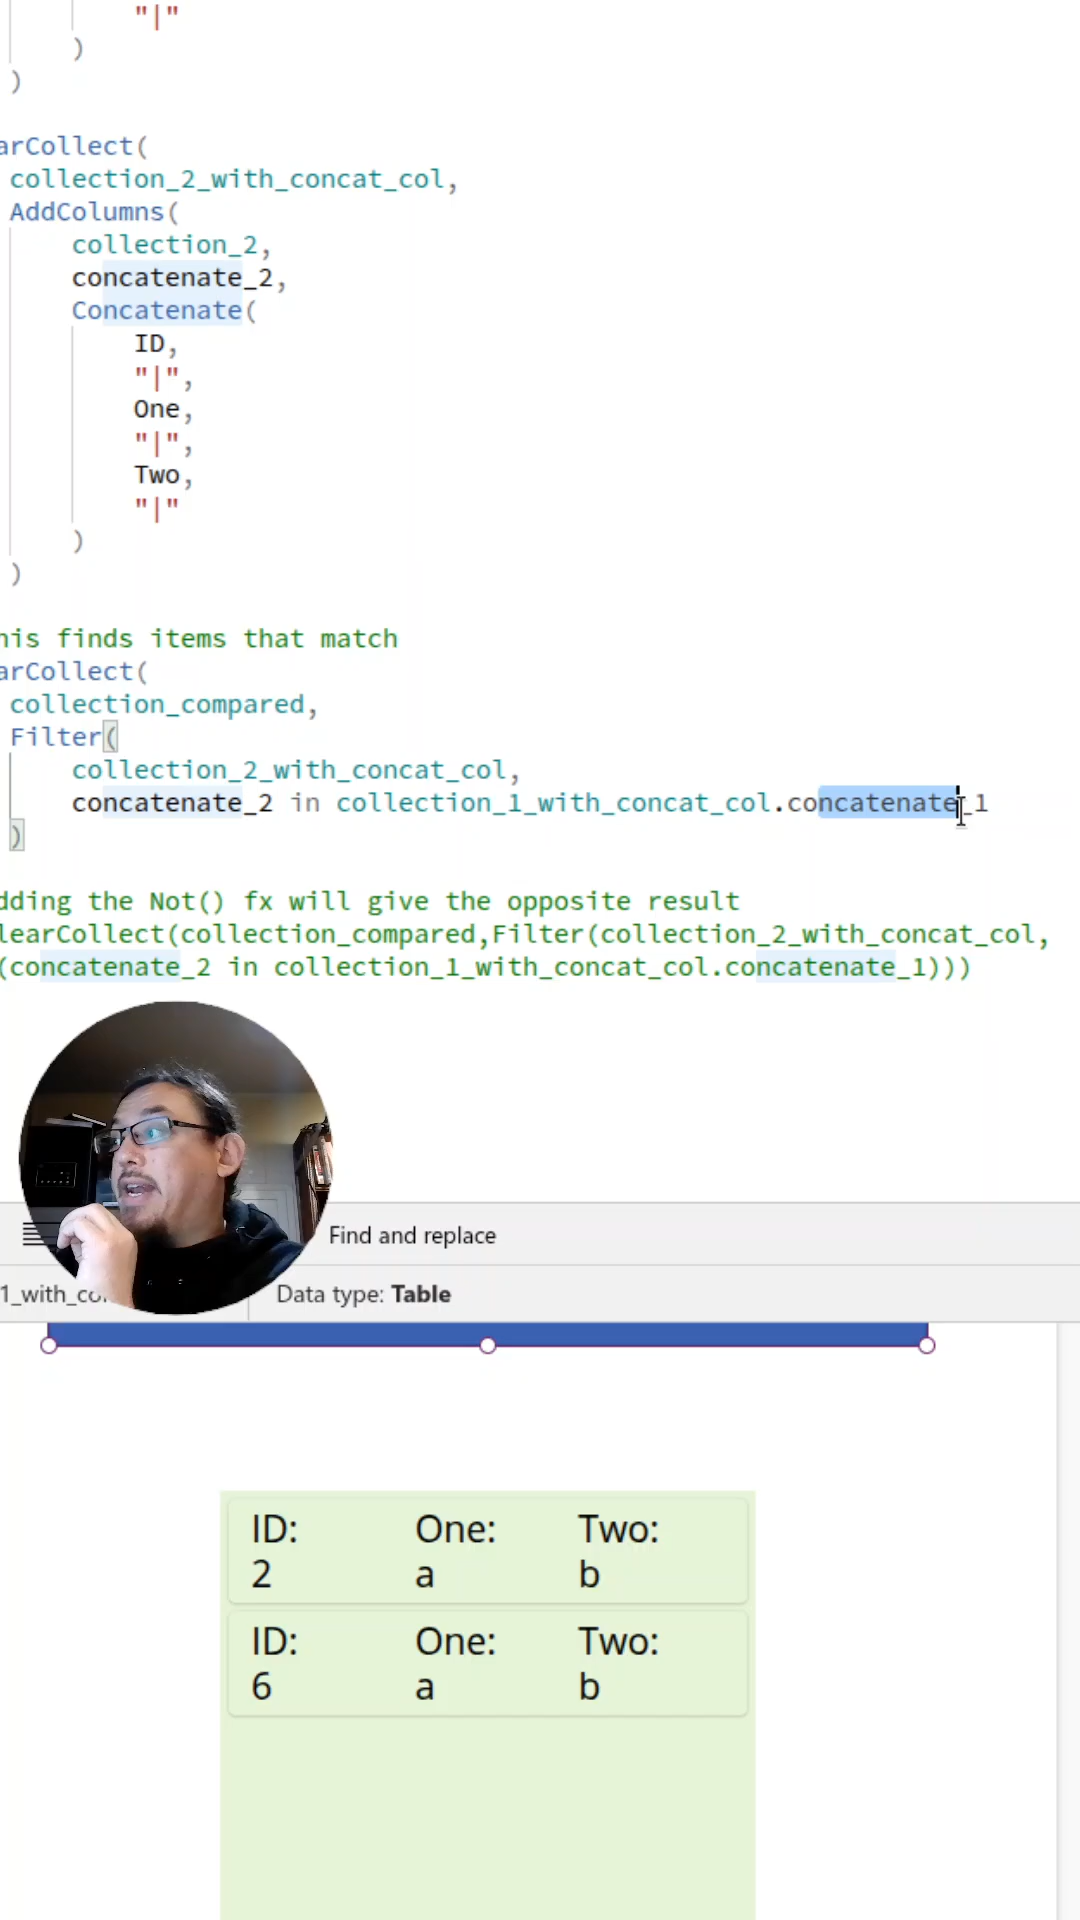 "|"
)
)
arCollect(
collection_2_with_concat_col,
AddColumns(
collection_2,
concatenate_2,
Concatenate(
ID,
"|",
One,
"|",
Two,
"|"
)
)
his finds items that match
arCollect(
collection_compared,
Filter(
collection_2_with_concat_col,
concatenate_2 in collection_1_with_concat_col.concatenate_1
)
dding the Not() fx will give the opposite result
learCollect(collection_compared,Filter(collection_2_with_concat_col,
(concatenate_2 in collection_1_with_concat_col.concatenate_1)))
Find and replace
1_with_co Data type: Table
ID: One: Two:
2 a b
ID: One: Two:
6 a b